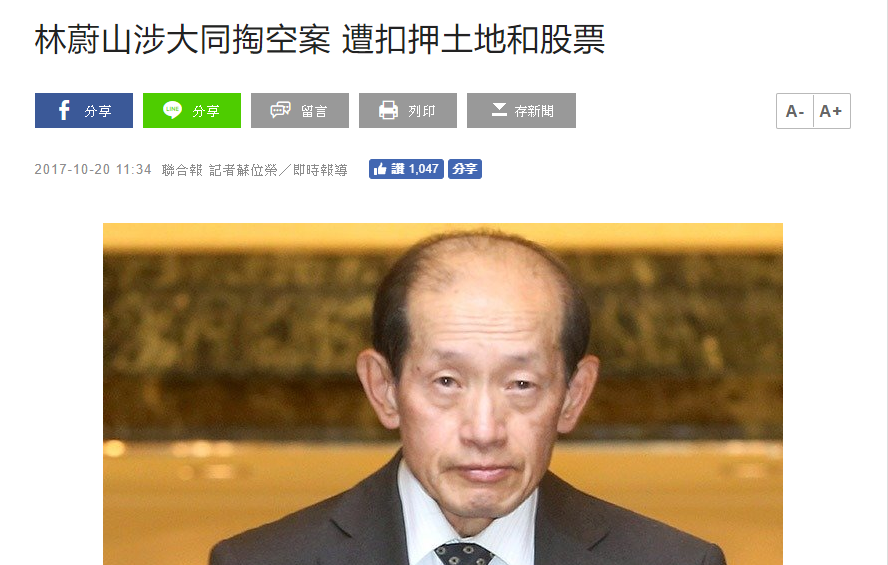 林蔚山涉大同掏空案 遭扣押土地和股票
分享 LINE 分享 留言 列印 存新聞 A- A+
2017-10-20 11:34 聯合報 記者蘇位榮╱即時報導 讚 1,047 分享